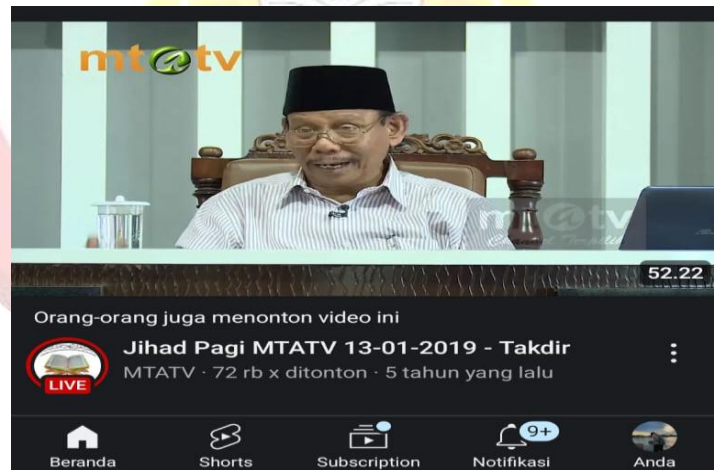 mt@tv
mt@tv
52.22
Orang-orang juga menonton video ini
Jihad Pagi MTATV 13-01-2019 - Takdir
MTATV · 72 rb x ditonton · 5 tahun yang lalu
LIVE
9+
Beranda Shorts Subscription Notifikasi Anda